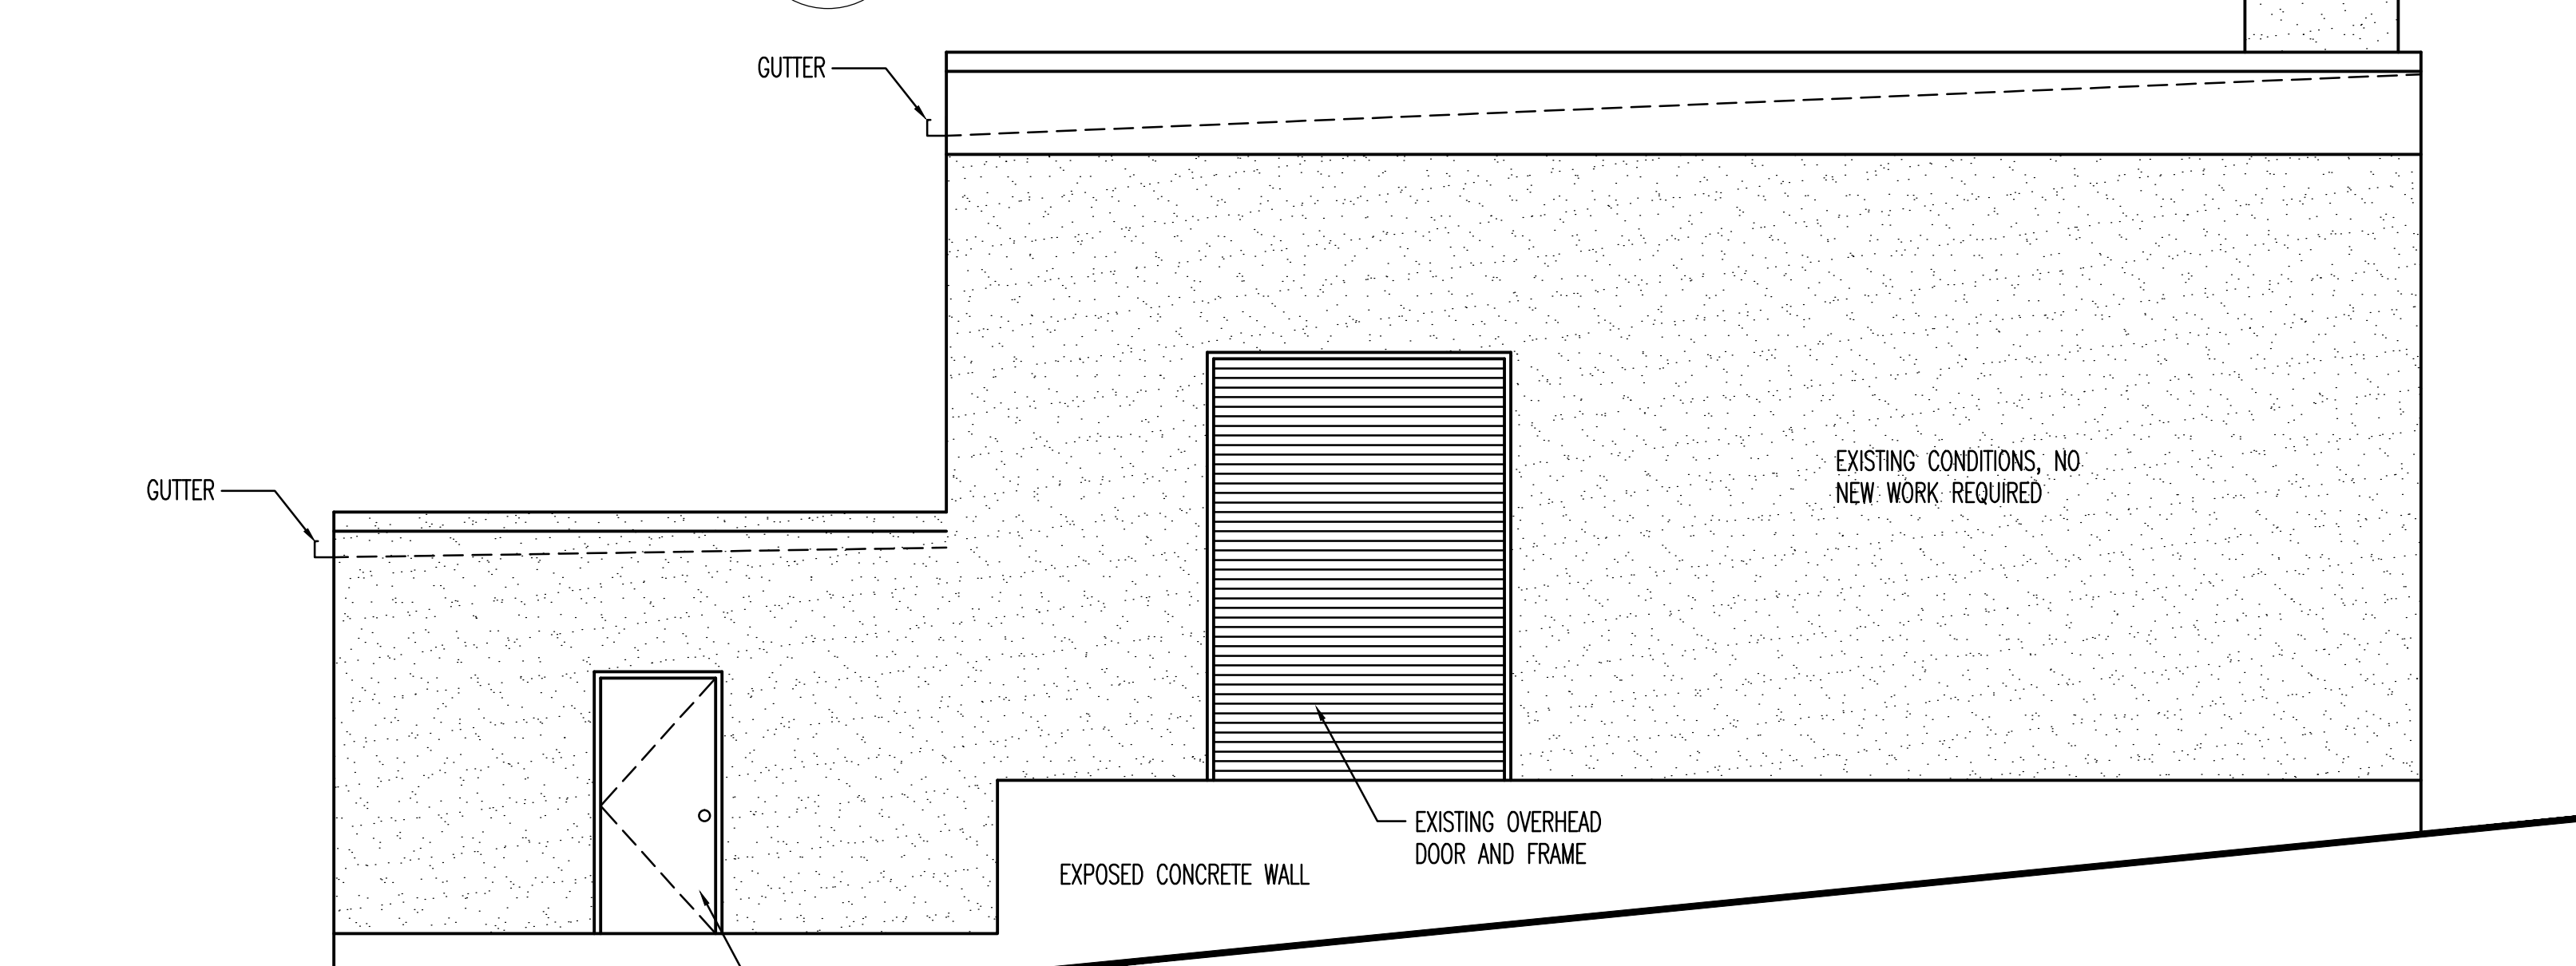 GUTTER
GUTTER
EXISTING CONDITIONS, NO
NEW WORK REQUIRED
EXISTING OVERHEAD
DOOR AND FRAME
EXPOSED CONCRETE WALL